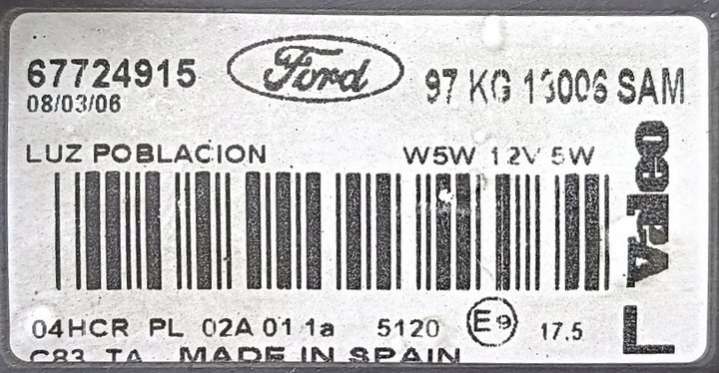 67724915 Ford 97 KG 13006 SAM
08/03/06
LUZ POBLACION W5W 12V 5W
Valeo
04HCR PL 02A 01 1a 5120 E9 17.5 L
C83 TA MADE IN SPAIN